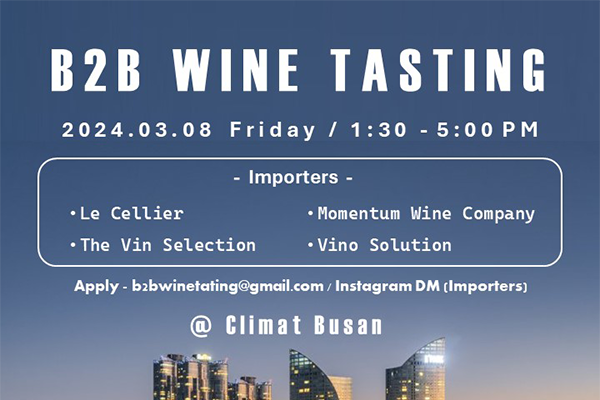 B2B WINE TASTING
2024.03.08 Friday / 1:30 - 5:00 PM
- Importers -
• Le Cellier
• Momentum Wine Company
• The Vin Selection
• Vino Solution
Apply - b2bwinetating@gmail.com / Instagram DM (Importers)
@ Climat Busan